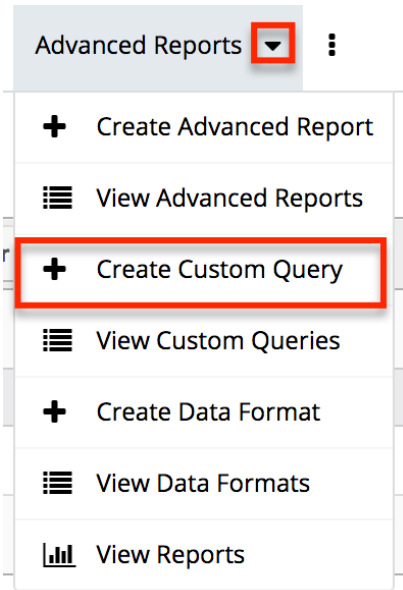 Advanced Reports
Create Advanced Report
View Advanced Reports
r
Create Custom Query
View Custom Queries
Create Data Format
View Data Formats
View Reports